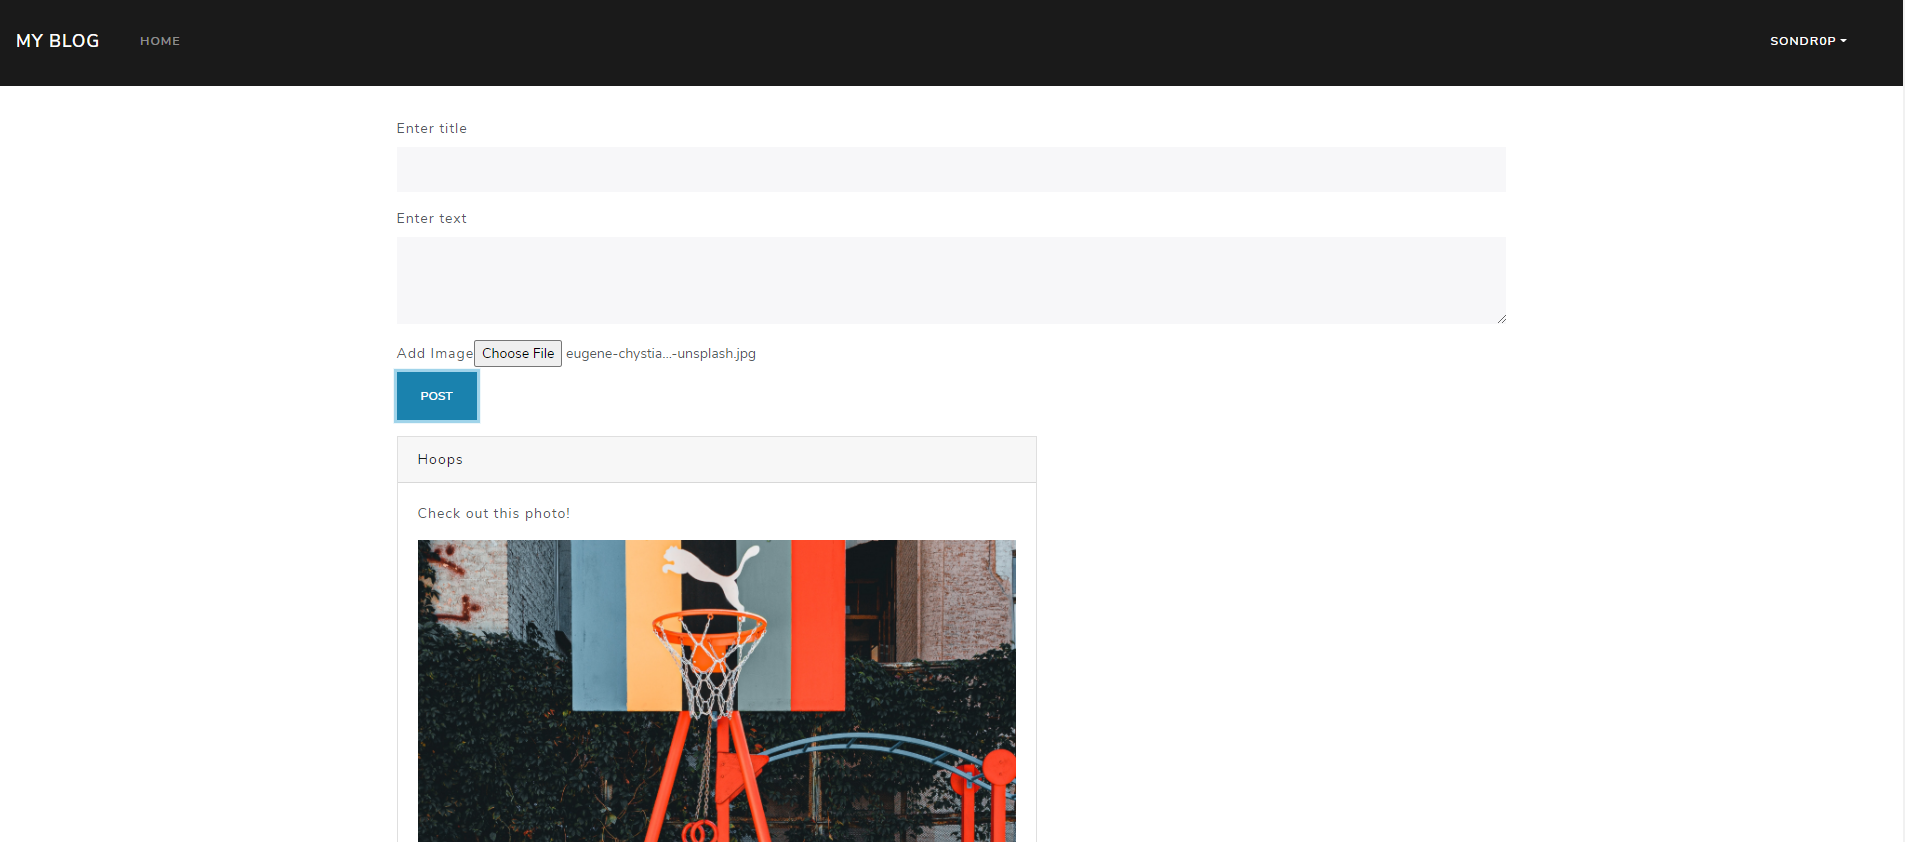 MY BLOG HOME SONDR0P
Enter title
Enter text
Add Image Choose File eugene-chystia...-unsplash.jpg
POST
Hoops
Check out this photo!